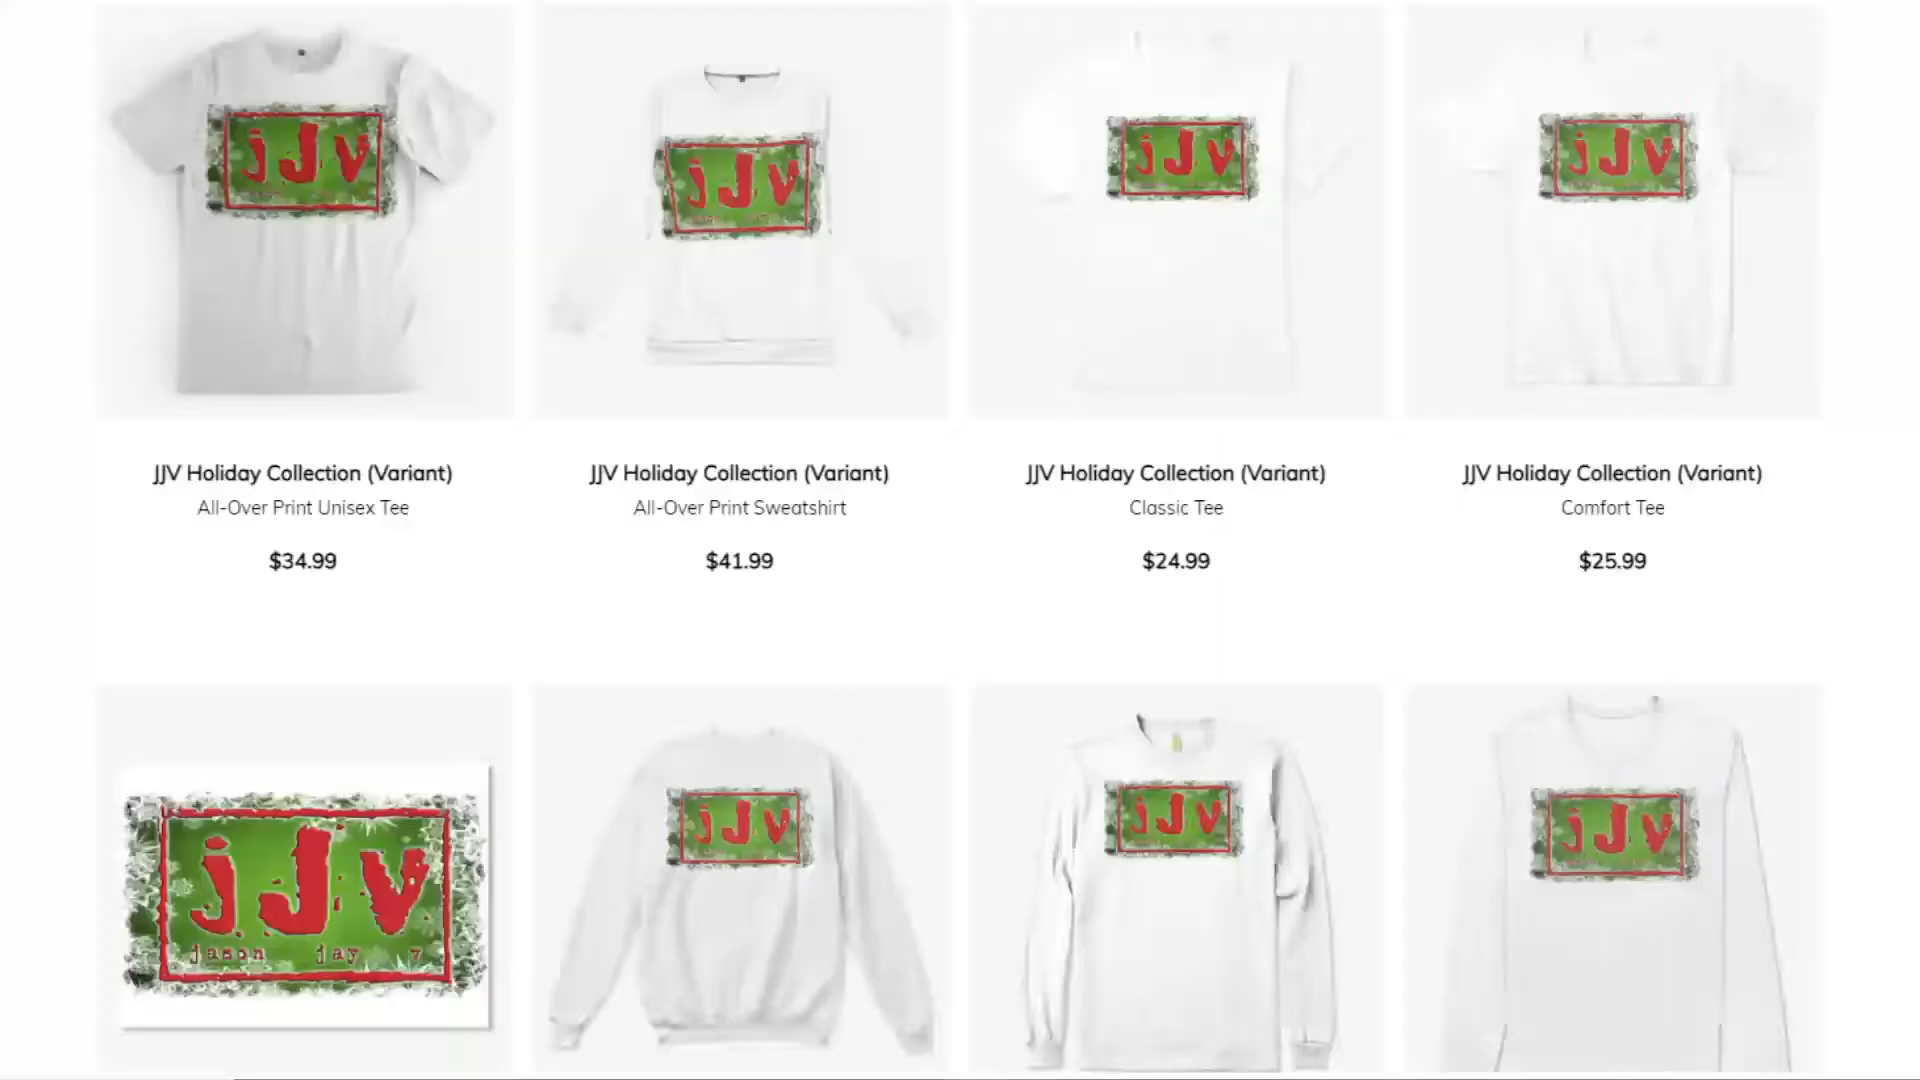 jJv
jJv
jJv
jJv
JJV Holiday Collection (Variant)
All-Over Print Unisex Tee
$34.99
JJV Holiday Collection (Variant)
All-Over Print Sweatshirt
$41.99
JJV Holiday Collection (Variant)
Classic Tee
$24.99
JJV Holiday Collection (Variant)
Comfort Tee
$25.99
jJv
jason jay v
jJv
jJv
jJv